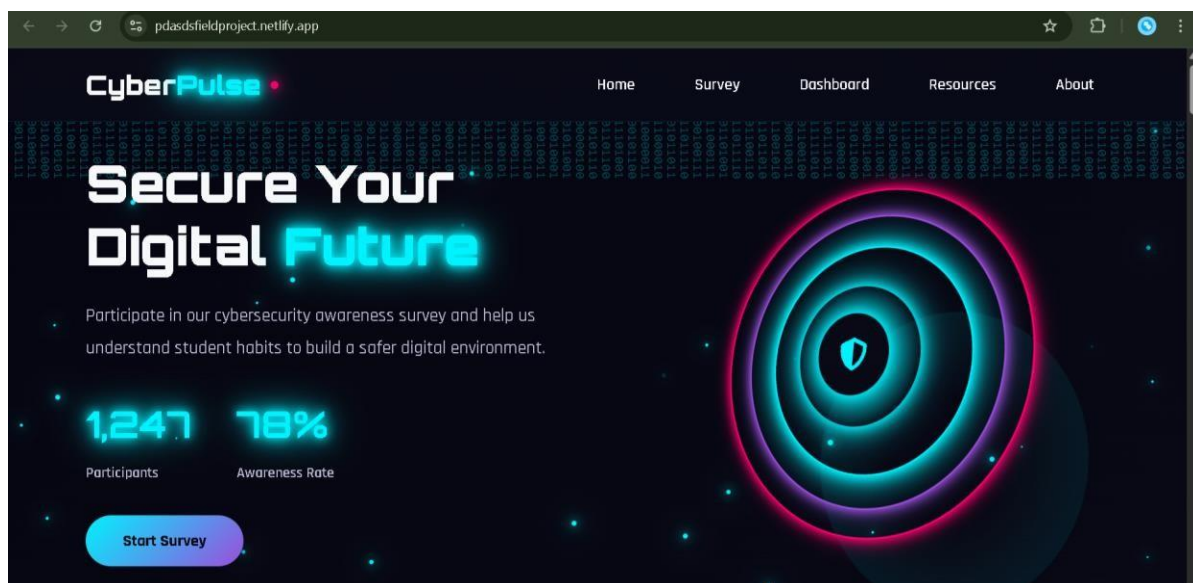 pdasdsfieldproject.netlify.app
CyberPulse
Home Survey Dashboard Resources About
Secure Your
Digital Future
Participate in our cybersecurity awareness survey and help us
understand student habits to build a safer digital environment.
1,247 78%
Participants Awareness Rate
Start Survey